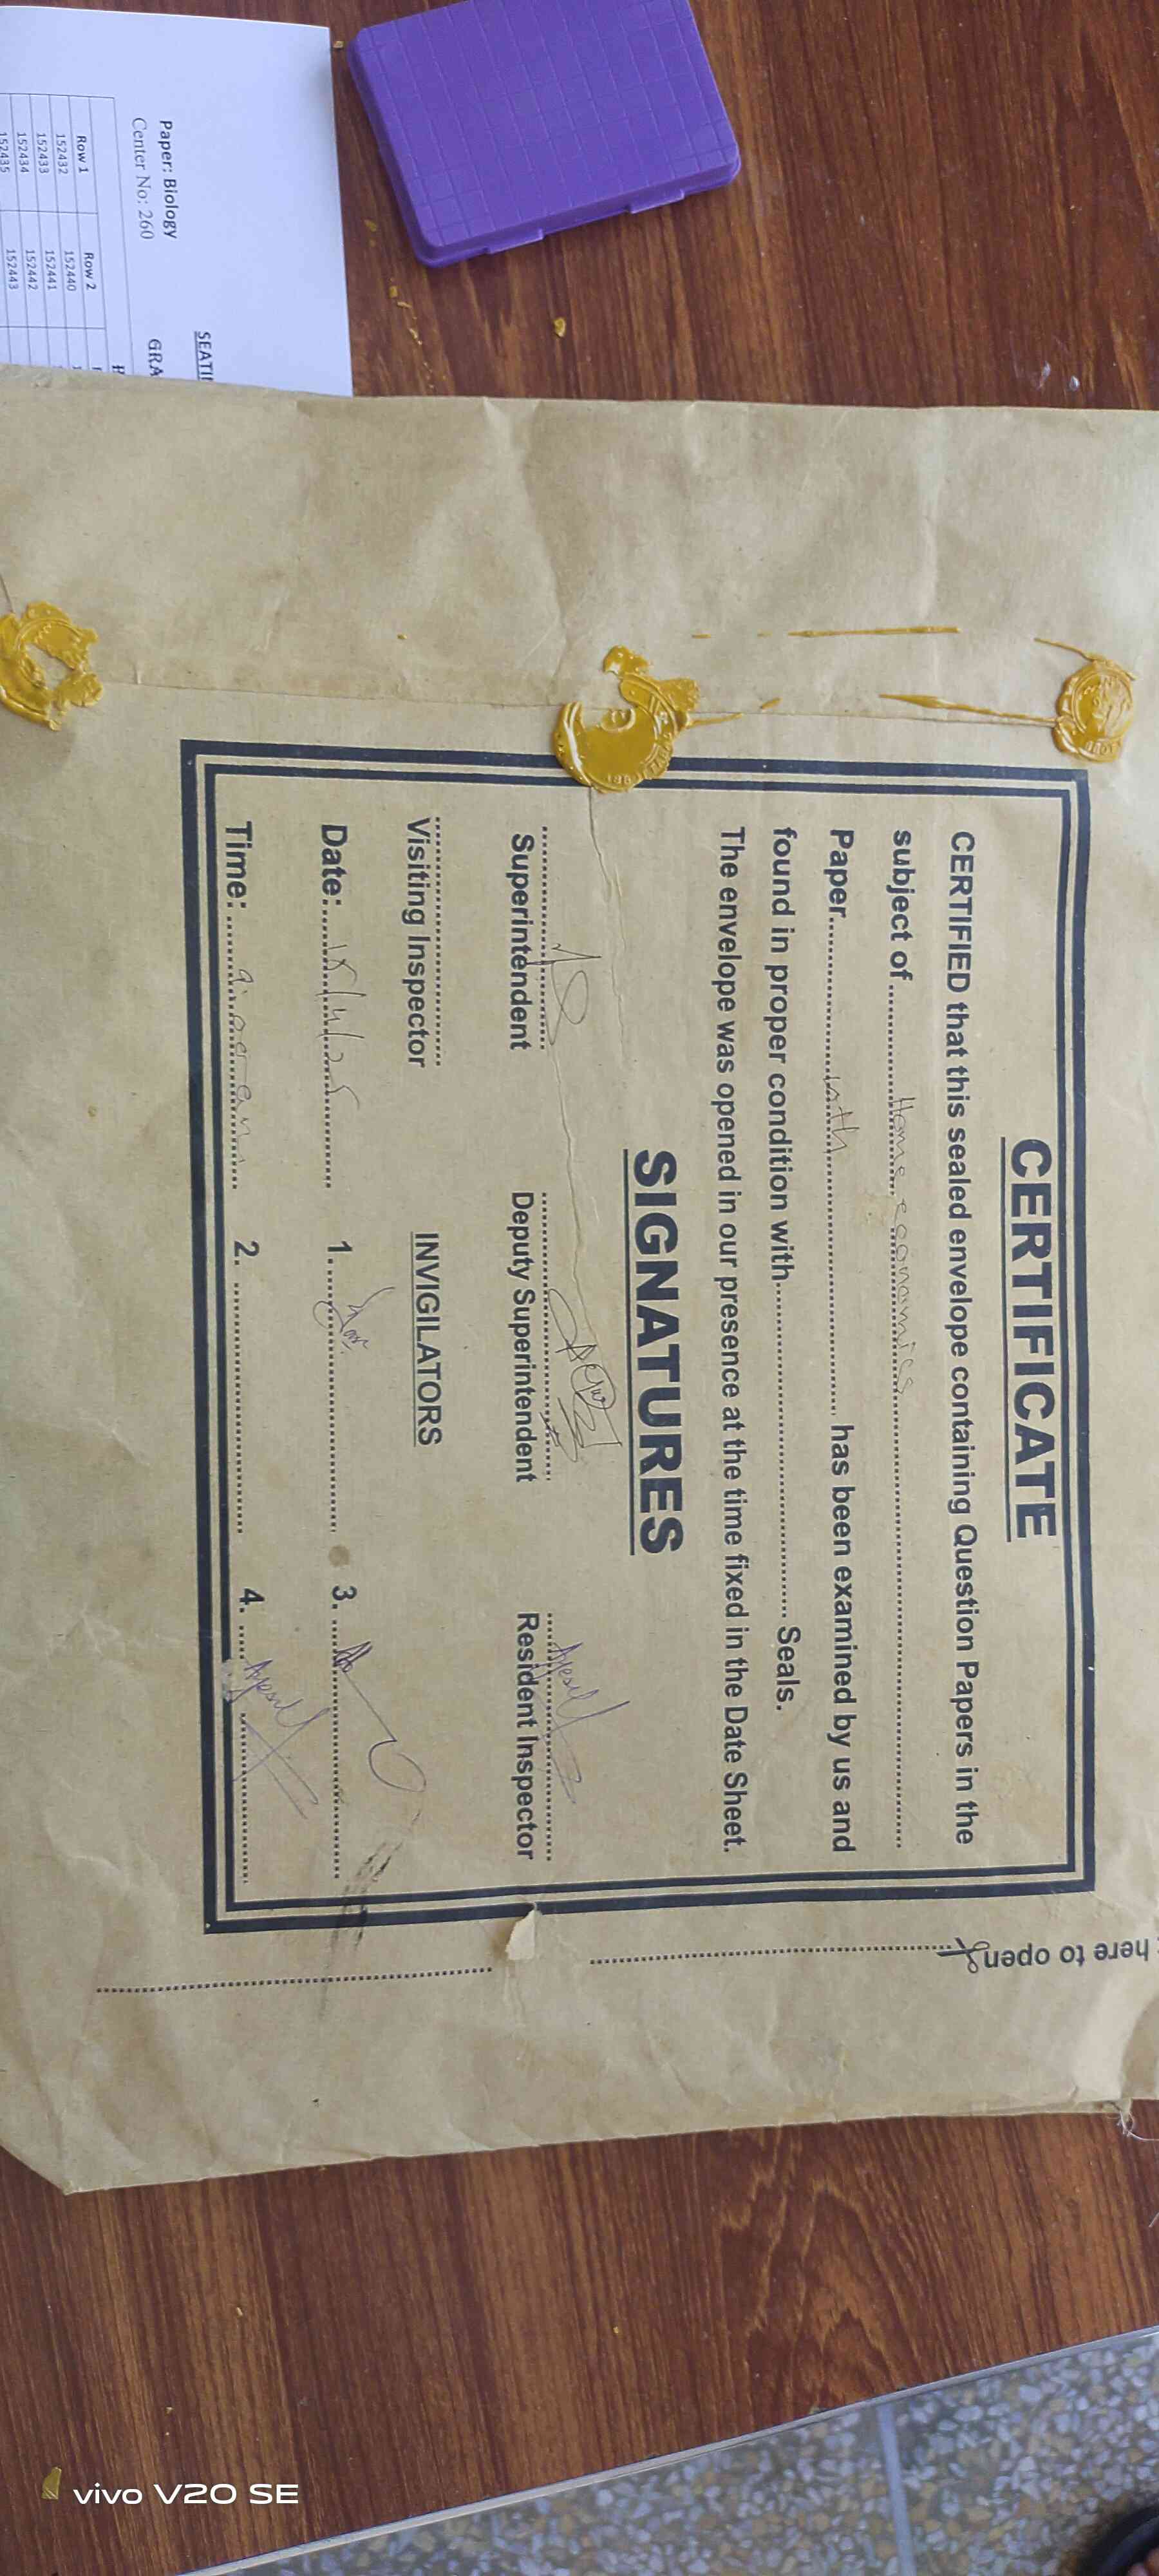 CERTIFICATE
CERTIFIED that this sealed envelope containing Question Papers in the
subject of ........ Home economics ........
Paper........ has been examined by us and
found in proper condition with........ Seals.
The envelope was opened in our presence at the time fixed in the Date Sheet.
SIGNATURES
Superintendent Deputy Superintendent Resident Inspector
Visiting Inspector
INVIGILATORS
Date: 18/4/25 1. 3.
Time: 2. 4.
here to open
Paper: Biology
Center No: 260
Row 1 Row 2
152432 152440
152433 152441
152434 152442
152435 152443
vivo V20 SE